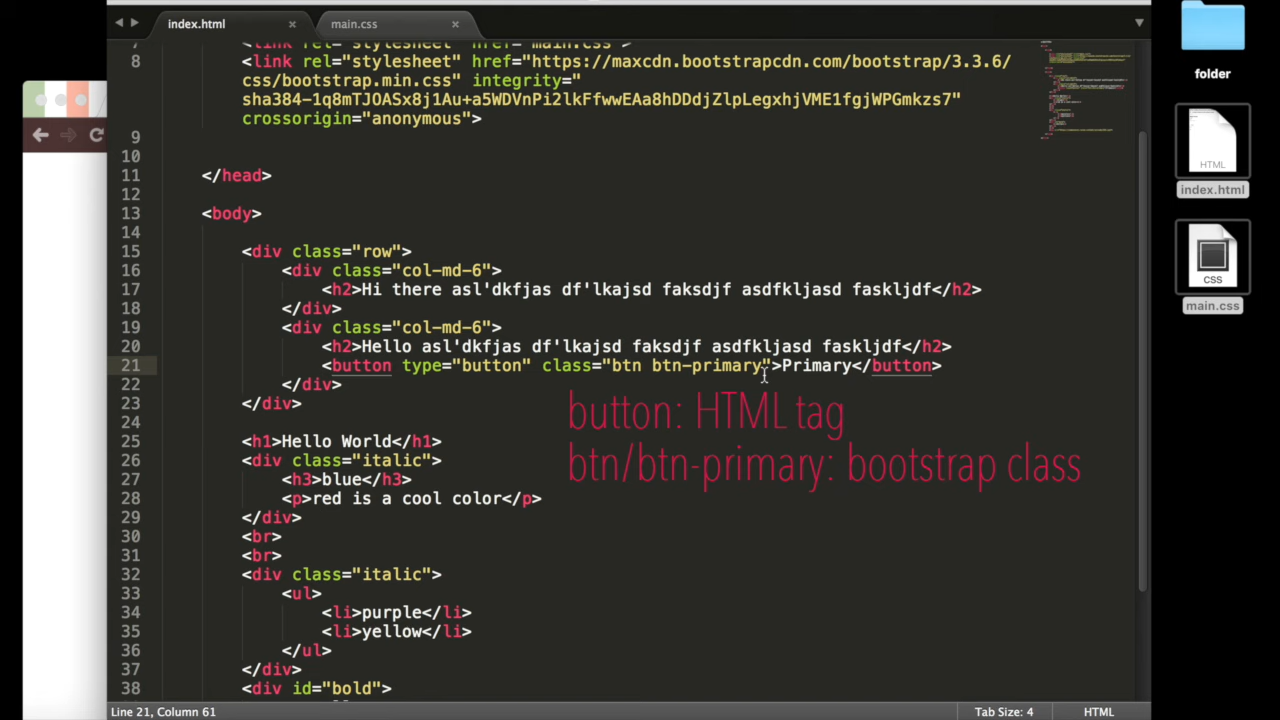 index.html
main.css
7 <link rel="stylesheet" href="main.css">
8 <link rel="stylesheet" href="https://maxcdn.bootstrapcdn.com/bootstrap/3.3.6/
css/bootstrap.min.css" integrity="
sha384-1q8mTJOASx8j1Au+a5WDVnPi2lkFfwwEAa8hDDdjZlpLegxhjVME1fgjWPGmkzs7"
crossorigin="anonymous">
9
10
11 </head>
12
13 <body>
14
15 <div class="row">
16 <div class="col-md-6">
17 <h2>Hi there asl'dkfjas df'lkajsd faksdjf asdfkljasd faskljdf</h2>
18 </div>
19 <div class="col-md-6">
20 <h2>Hello asl'dkfjas df'lkajsd faksdjf asdfkljasd faskljdf</h2>
21 <button type="button" class="btn btn-primary">Primary</button>
22 </div>
23 </div>
24
25 <h1>Hello World</h1>
26 <div class="italic">
27 <h3>blue</h3>
28 <p>red is a cool color</p>
29 </div>
30 <br>
31 <br>
32 <div class="italic">
33 <ul>
34 <li>purple</li>
35 <li>yellow</li>
36 </ul>
37 </div>
38 <div id="bold">
button: HTML tag
btn/btn-primary: bootstrap class
Line 21, Column 61
Tab Size: 4
HTML
folder
HTML
index.html
CSS
main.css